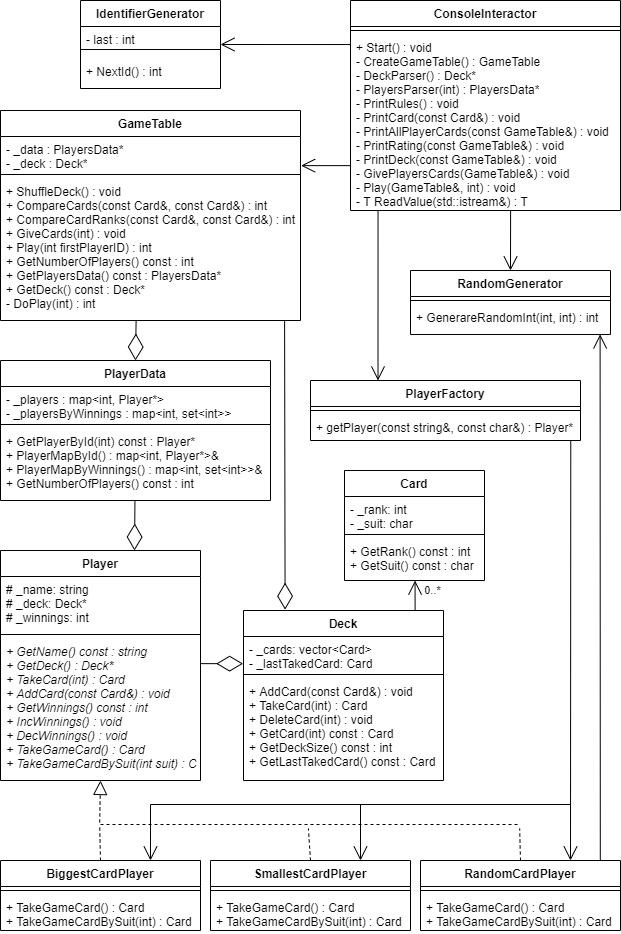 IdentifierGenerator
- last : int
+ NextId() : int
ConsoleInteractor
+ Start() : void
- CreateGameTable() : GameTable
- DeckParser() : Deck*
- PlayersParser(int) : PlayersData*
- PrintRules() : void
- PrintCard(const Card&) : void
- PrintAllPlayerCards(const GameTable&) : void
- PrintRating(const GameTable&) : void
- PrintDeck(const GameTable&) : void
- GivePlayersCards(GameTable&) : void
- Play(GameTable&, int) : void
- T ReadValue(std::istream&) : T
GameTable
- _data : PlayersData*
- _deck : Deck*
+ ShuffleDeck() : void
+ CompareCards(const Card&, const Card&) : int
+ CompareCardRanks(const Card&, const Card&) : int
+ GiveCards(int) : void
+ Play(int firstPlayerID) : int
+ GetNumberOfPlayers() const : int
+ GetPlayersData() const : PlayersData*
+ GetDeck() const : Deck*
- DoPlay(int) : int
RandomGenerator
+ GenerareRandomInt(int, int) : int
PlayerData
- _players : map<int, Player*>
- _playersByWinnings : map<int, set<int>>
+ GetPlayerById(int) const : Player*
+ PlayerMapById() : map<int, Player*>&
+ PlayerMapByWinnings() : map<int, set<int>>&
+ GetNumberOfPlayers() const : int
PlayerFactory
+ getPlayer(const string&, const char&) : Player*
Card
- _rank: int
- _suit: char
+ GetRank() const : int
+ GetSuit() const : char
0..*
Player
# _name: string
# _deck: Deck*
# _winnings: int
+ GetName() const : string
+ GetDeck() : Deck*
+ TakeCard(int) : Card
+ AddCard(const Card&) : void
+ GetWinnings() const : int
+ IncWinnings() : void
+ DecWinnings() : void
+ TakeGameCard() : Card
+ TakeGameCardBySuit(int suit) : C
Deck
- _cards: vector<Card>
- _lastTakedCard: Card
+ AddCard(const Card&) : void
+ TakeCard(int) : Card
+ DeleteCard(int) : void
+ GetCard(int) const : Card
+ GetDeckSize() const : int
+ GetLastTakedCard() const : Card
BiggestCardPlayer
+ TakeGameCard() : Card
+ TakeGameCardBySuit(int) : Card
SmallestCardPlayer
+ TakeGameCard() : Card
+ TakeGameCardBySuit(int) : Card
RandomCardPlayer
+ TakeGameCard() : Card
+ TakeGameCardBySuit(int) : Card